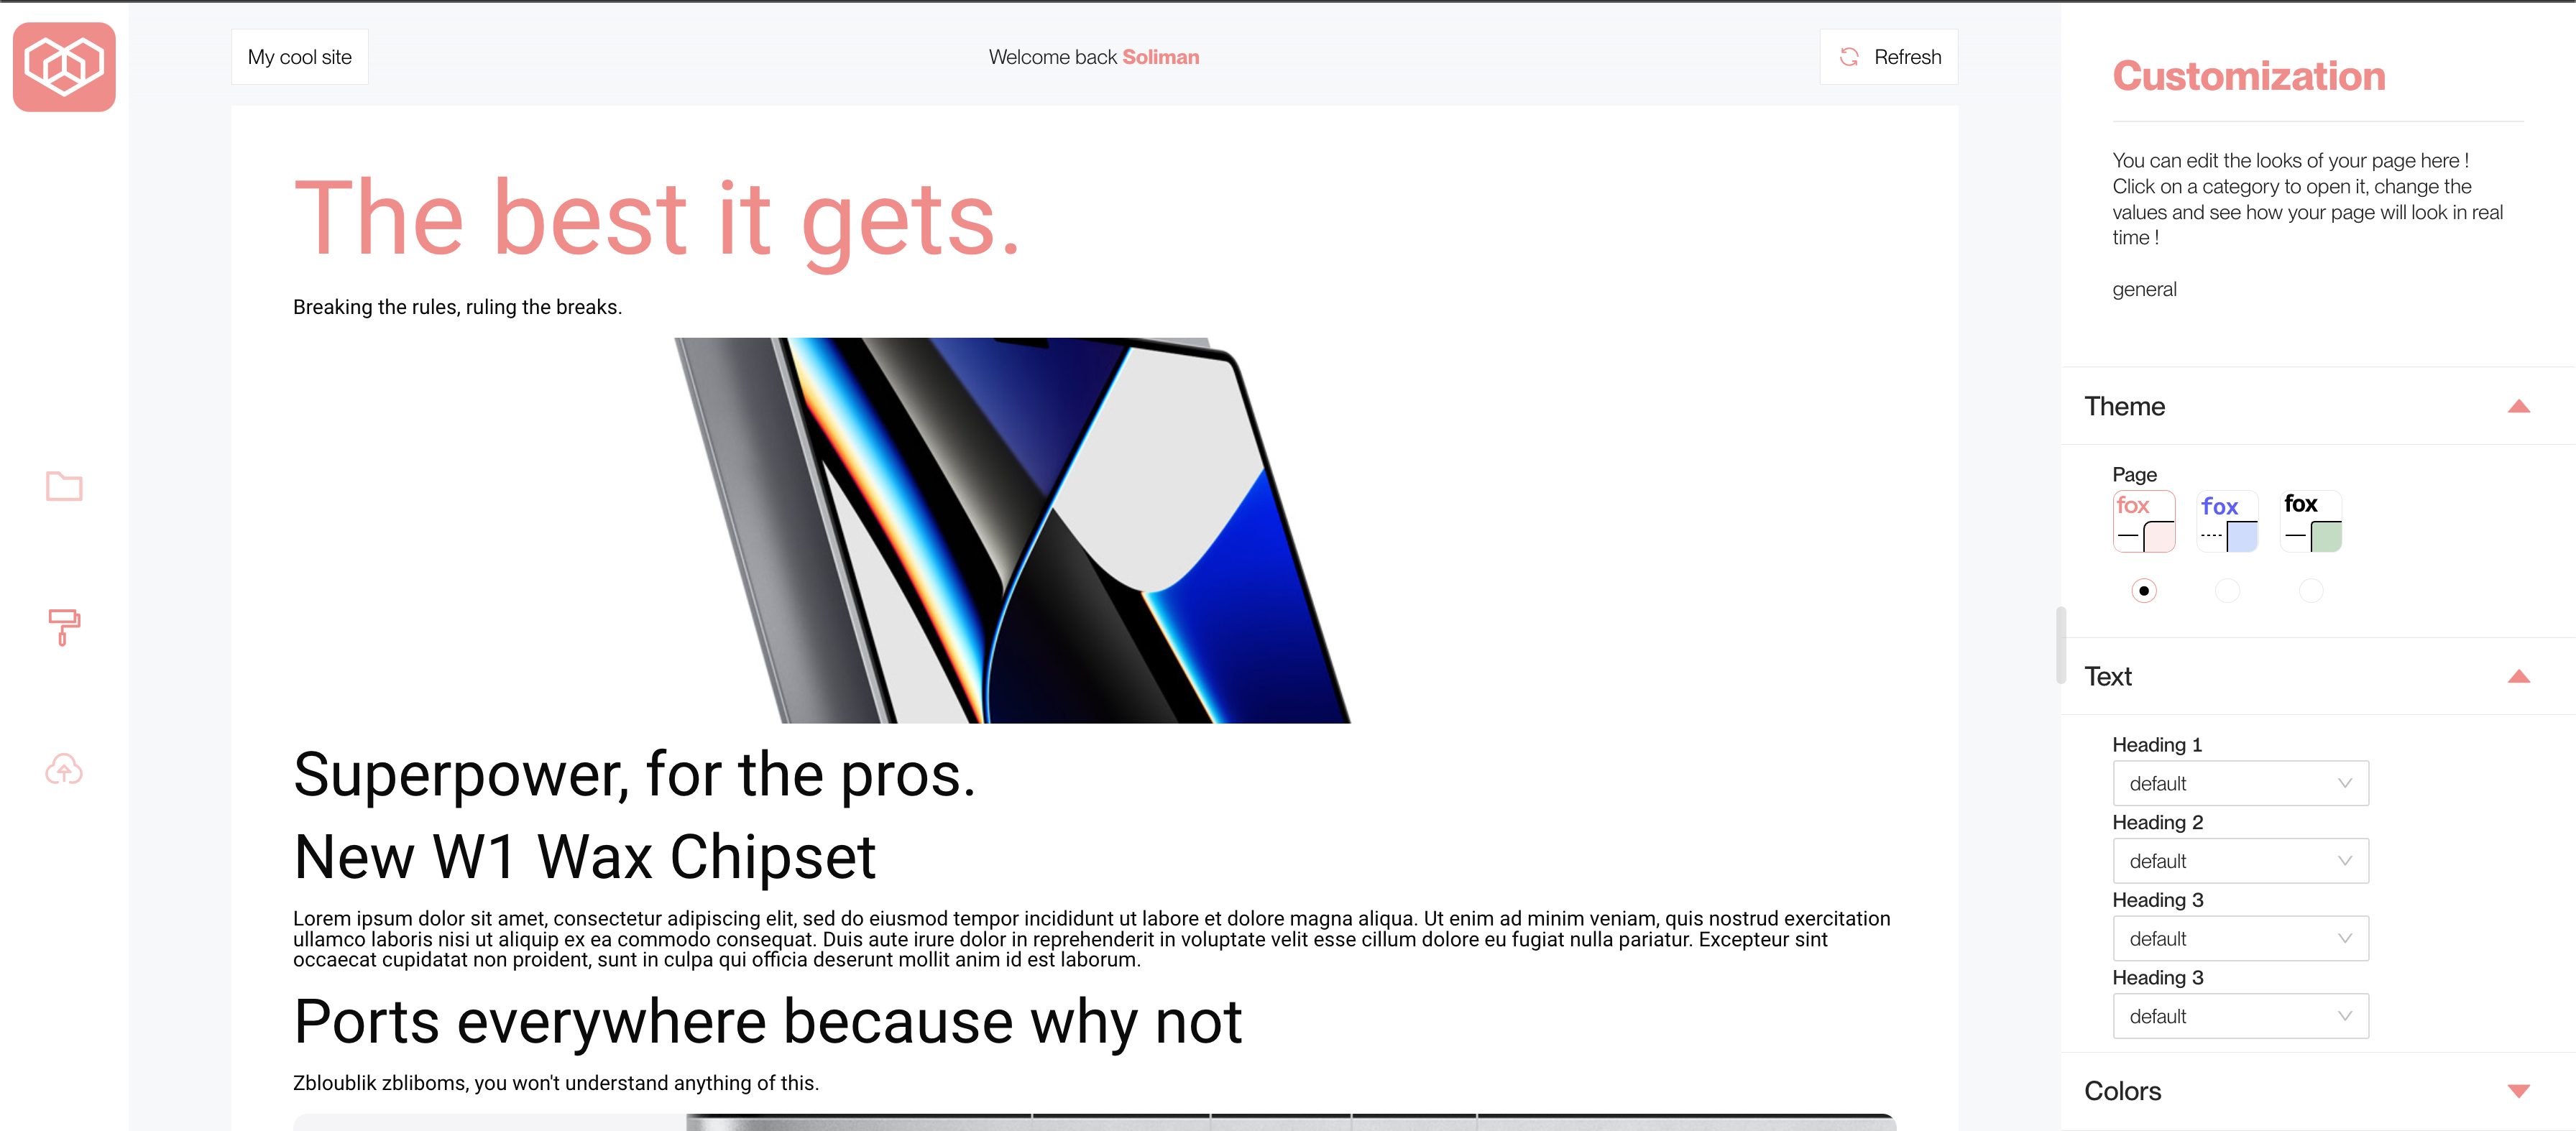 My cool site
Welcome back Soliman
Refresh
The best it gets.
Breaking the rules, ruling the breaks.
Superpower, for the pros.
New W1 Wax Chipset
Lorem ipsum dolor sit amet, consectetur adipiscing elit, sed do eiusmod tempor incididunt ut labore et dolore magna aliqua. Ut enim ad minim veniam, quis nostrud exercitation
ullamco laboris nisi ut aliquip ex ea commodo consequat. Duis aute irure dolor in reprehenderit in voluptate velit esse cillum dolore eu fugiat nulla pariatur. Excepteur sint
occaecat cupidatat non proident, sunt in culpa qui officia deserunt mollit anim id est laborum.
Ports everywhere because why not
Zbloublik zbliboms, you won't understand anything of this.
Customization
You can edit the looks of your page here !
Click on a category to open it, change the
values and see how your page will look in real
time !
general
Theme
Page
fox
fox
fox
Text
Heading 1
default
Heading 2
default
Heading 3
default
Heading 3
default
Colors